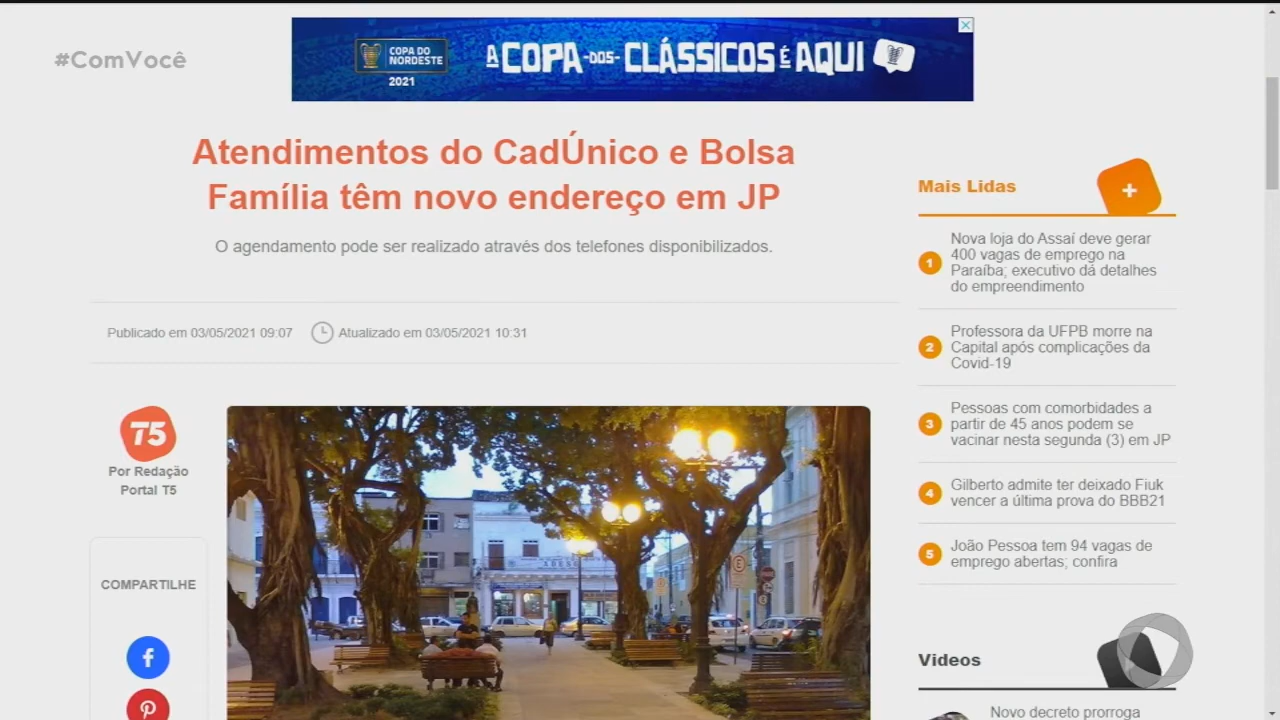 #ComVocê
COPA DO
NORDESTE
2021
A COPA -DOS- CLÁSSICOS É AQUI
Atendimentos do CadÚnico e Bolsa
Família têm novo endereço em JP
O agendamento pode ser realizado através dos telefones disponibilizados.
Publicado em 03/05/2021 09:07
Atualizado em 03/05/2021 10:31
T5
Por Redação
Portal T5
COMPARTILHE
Mais Lidas
+
1
Nova loja do Assaí deve gerar
400 vagas de emprego na
Paraíba; executivo dá detalhes
do empreendimento
2
Professora da UFPB morre na
Capital após complicações da
Covid-19
3
Pessoas com comorbidades a
partir de 45 anos podem se
vacinar nesta segunda (3) em JP
4
Gilberto admite ter deixado Fiuk
vencer a última prova do BBB21
5
João Pessoa tem 94 vagas de
emprego abertas; confira
Vídeos
Novo decreto prorroga